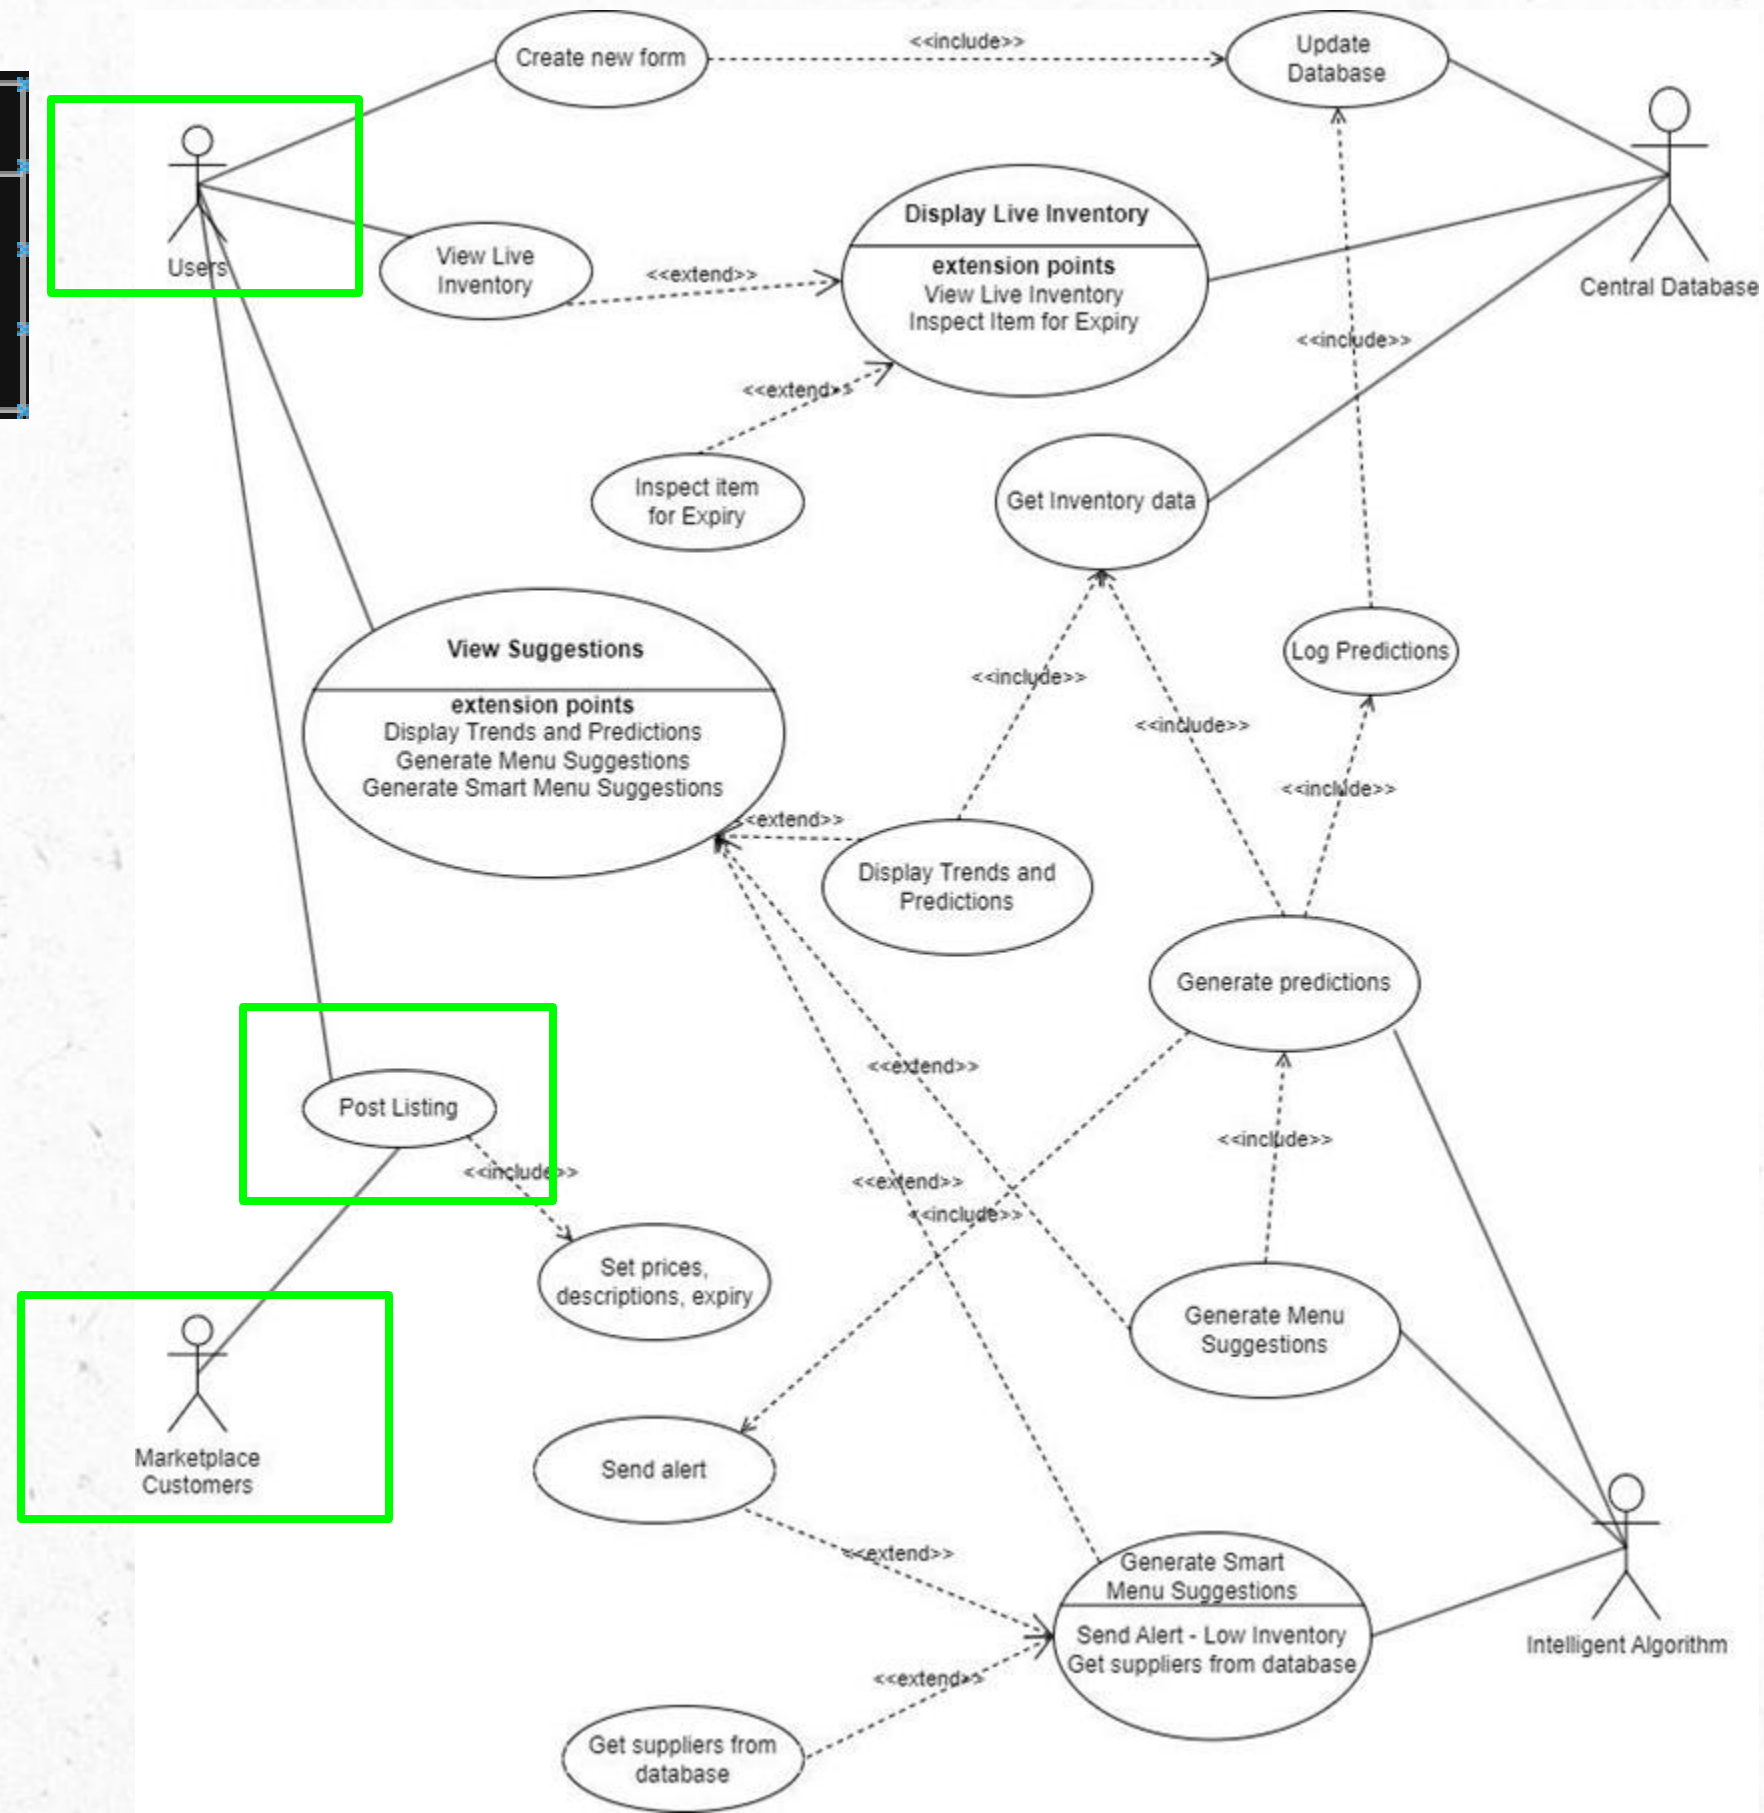 Create new form
<<include>>
Update
Database
Users
View Live
Inventory
<<extend>>
Display Live Inventory
extension points
View Live Inventory
Inspect Item for Expiry
Central Database
<<include>>
<<extend>>
Inspect item
for Expiry
Get Inventory data
View Suggestions
extension points
Display Trends and Predictions
Generate Menu Suggestions
Generate Smart Menu Suggestions
<<include>>
Log Predictions
<<include>>
<<include>>
<<extend>>
Display Trends and
Predictions
Generate predictions
<<extend>>
Post Listing
<<include>>
<<include>>
<<extend>>
<<include>>
Set prices,
descriptions, expiry
Generate Menu
Suggestions
Marketplace
Customers
Send alert
<<extend>>
Generate Smart
Menu Suggestions
Send Alert - Low Inventory
Get suppliers from database
Intelligent Algorithm
<<extend>>
Get suppliers from
database